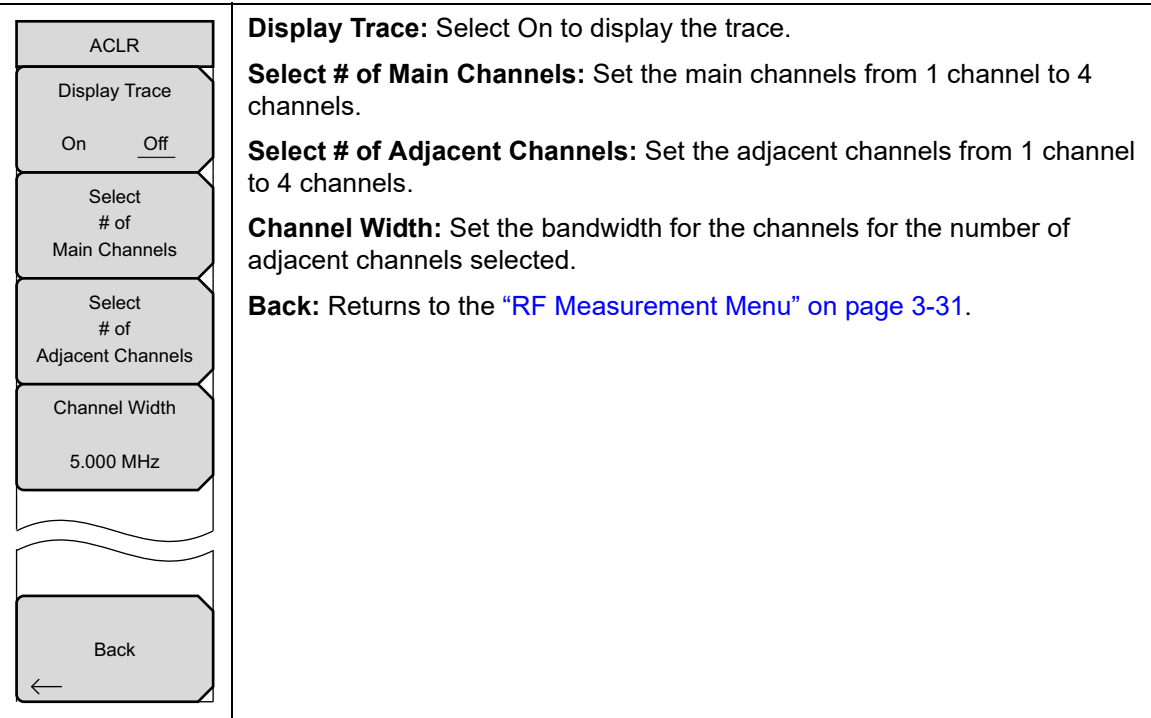 ACLR
Display Trace
On Off
Select
# of
Main Channels
Select
# of
Adjacent Channels
Channel Width
5.000 MHz
Back
Display Trace: Select On to display the trace.
Select # of Main Channels: Set the main channels from 1 channel to 4
channels.
Select # of Adjacent Channels: Set the adjacent channels from 1 channel
to 4 channels.
Channel Width: Set the bandwidth for the channels for the number of
adjacent channels selected.
Back: Returns to the “RF Measurement Menu” on page 3-31.